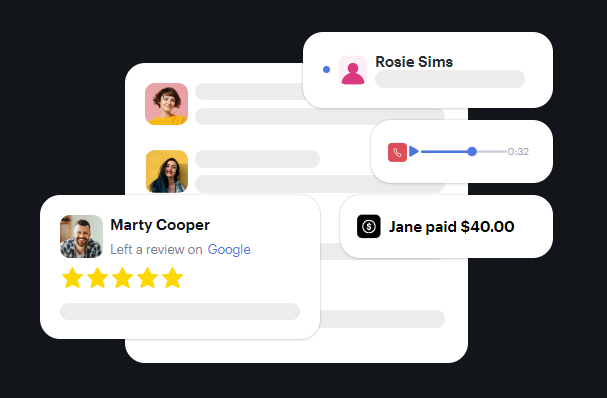 Rosie Sims
0:32
Marty Cooper
Left a review on Google
Jane paid $40.00